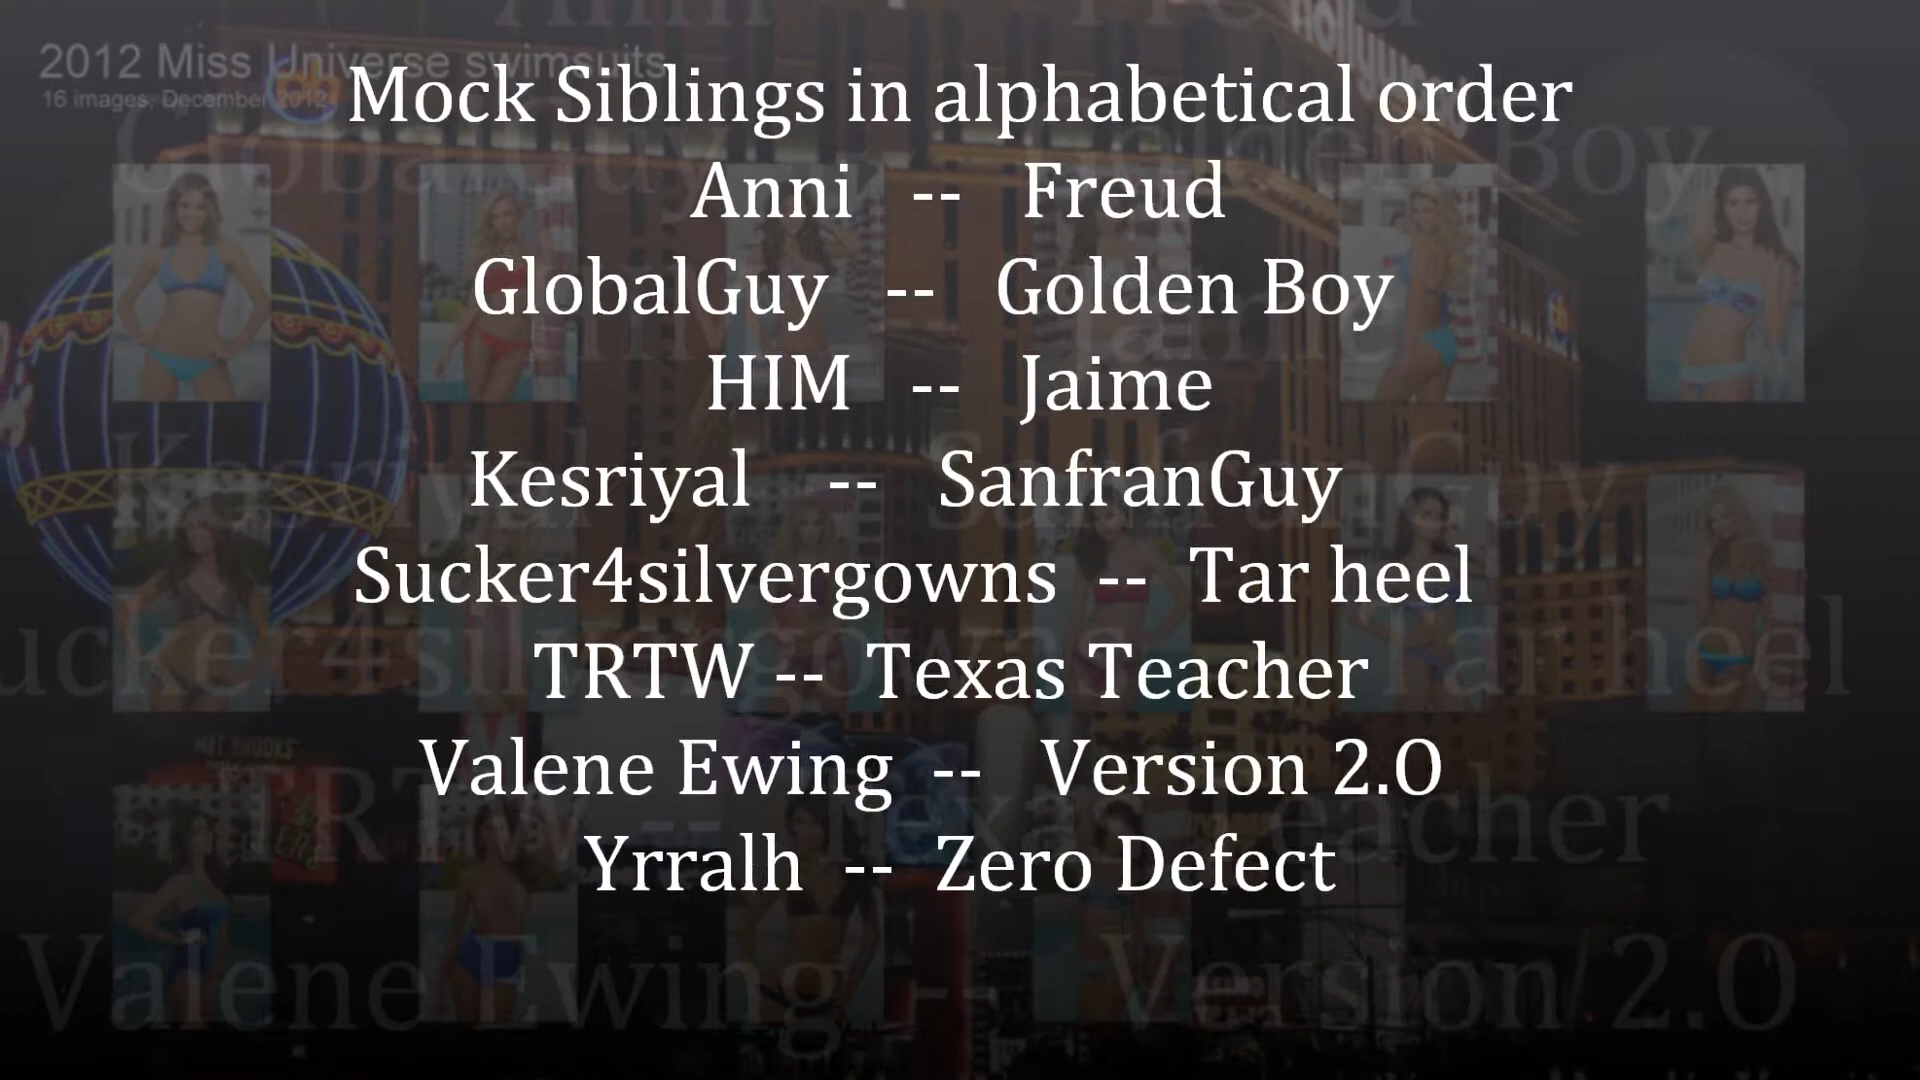 2012 Miss Universe swimsuits
16 images, December 2012
Mock Siblings in alphabetical order
Anni -- Freud
GlobalGuy -- Golden Boy
HIM -- Jaime
Kesriyal -- SanfranGuy
Sucker4silvergowns -- Tar heel
TRTW -- Texas Teacher
Valene Ewing -- Version 2.O
Yrralh -- Zero Defect